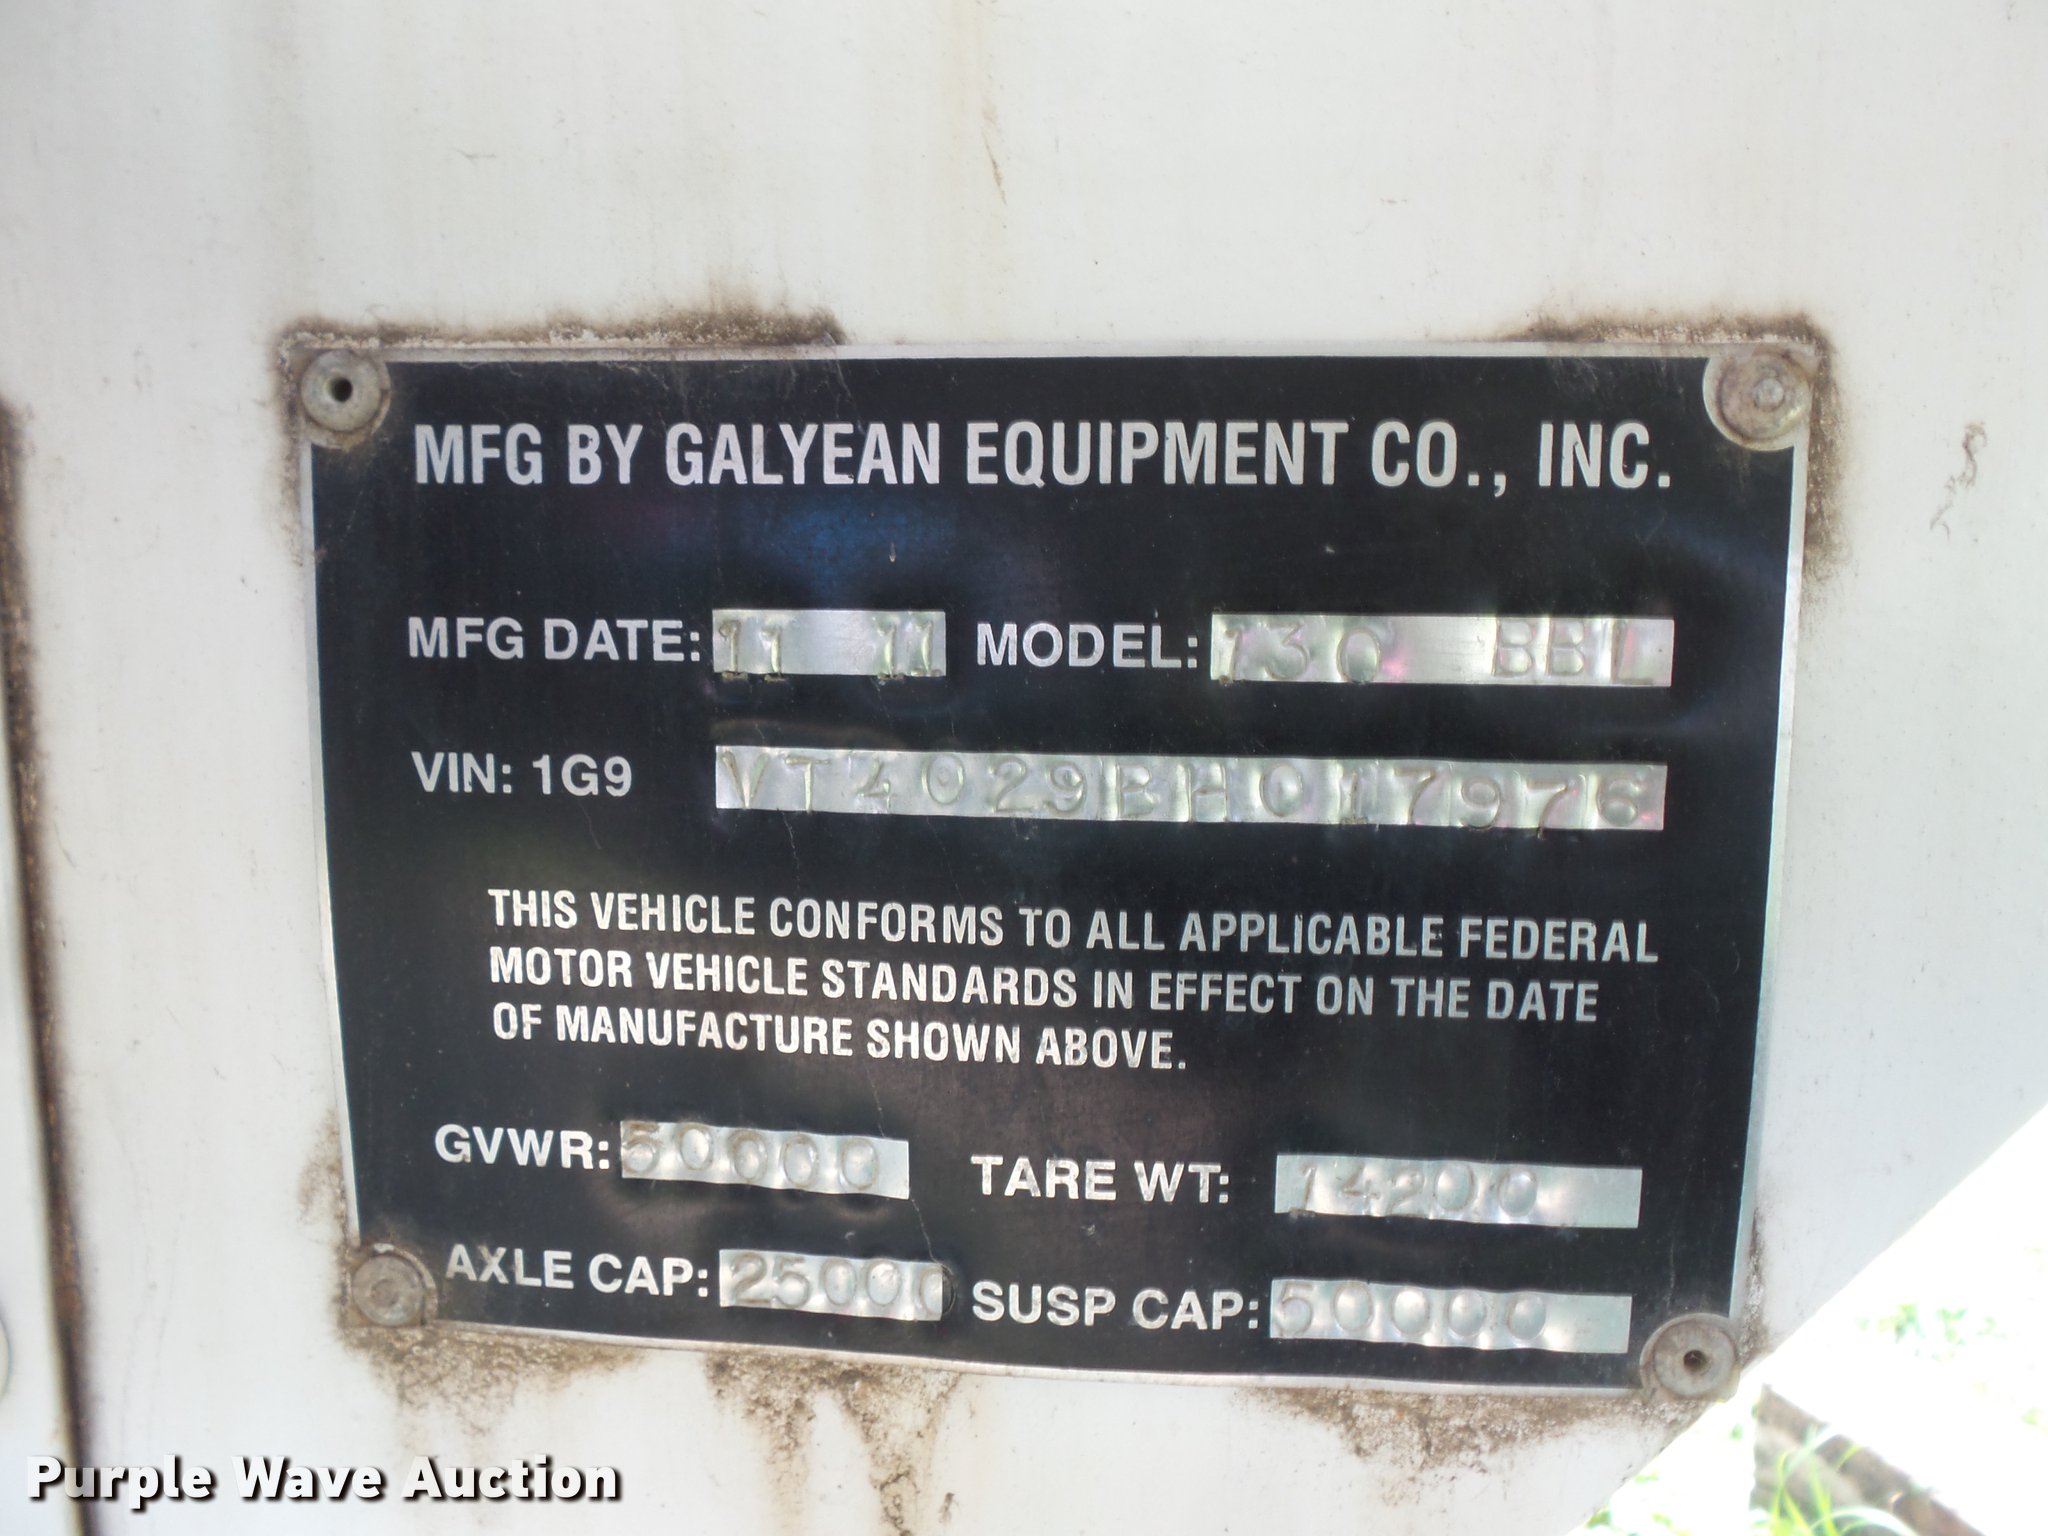 MFG BY GALYEAN EQUIPMENT CO., INC.
MFG DATE: 11 11 MODEL: 130 BBL
VIN: 1G9 VT4029BH017976
THIS VEHICLE CONFORMS TO ALL APPLICABLE FEDERAL
MOTOR VEHICLE STANDARDS IN EFFECT ON THE DATE
OF MANUFACTURE SHOWN ABOVE.
GVWR: 50000 TARE WT: 14200
AXLE CAP: 25000 SUSP CAP: 50000
Purple Wave Auction